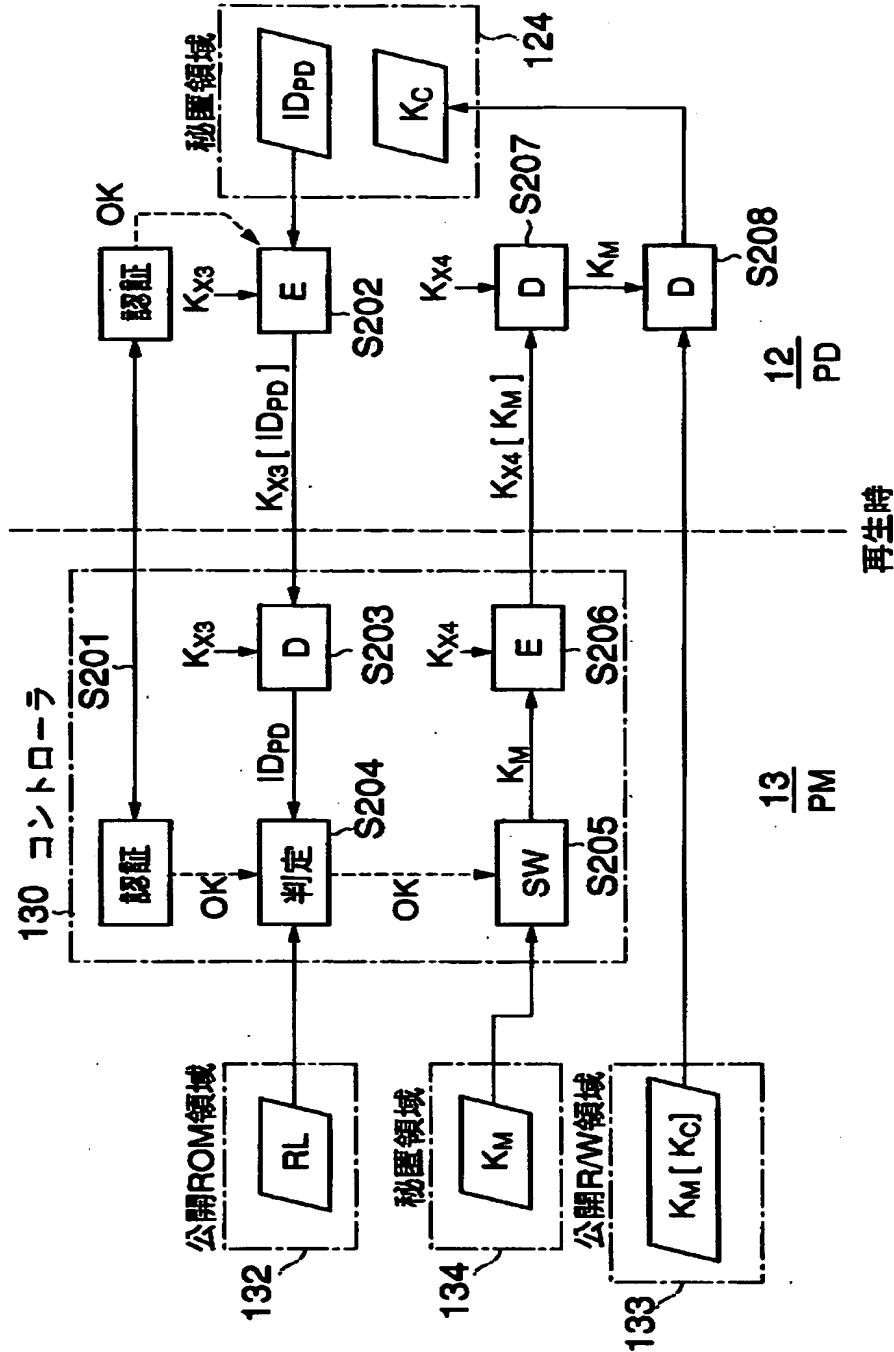 130 コントローラ
認証
S201
認証
OK
秘匿領域
IDPD
KC
124
OK
KX3
D
S203
KX3 [ IDPD ]
KX3
E
S202
IDPD
判定
S204
OK
公開ROM領域
RL
132
秘匿領域
KM
134
SW
S205
KM
KX4
E
S206
KX4 [ KM ]
KX4
D
S207
KM
D
S208
公開R/W領域
KM [ KC]
133
13
PM
12
PD
再生時